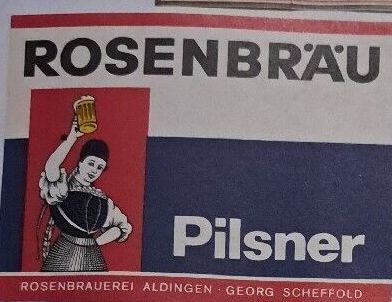 ROSENBRÄU
Pilsner
ROSENBRAUEREI ALDINGEN · GEORG SCHEFFOLD